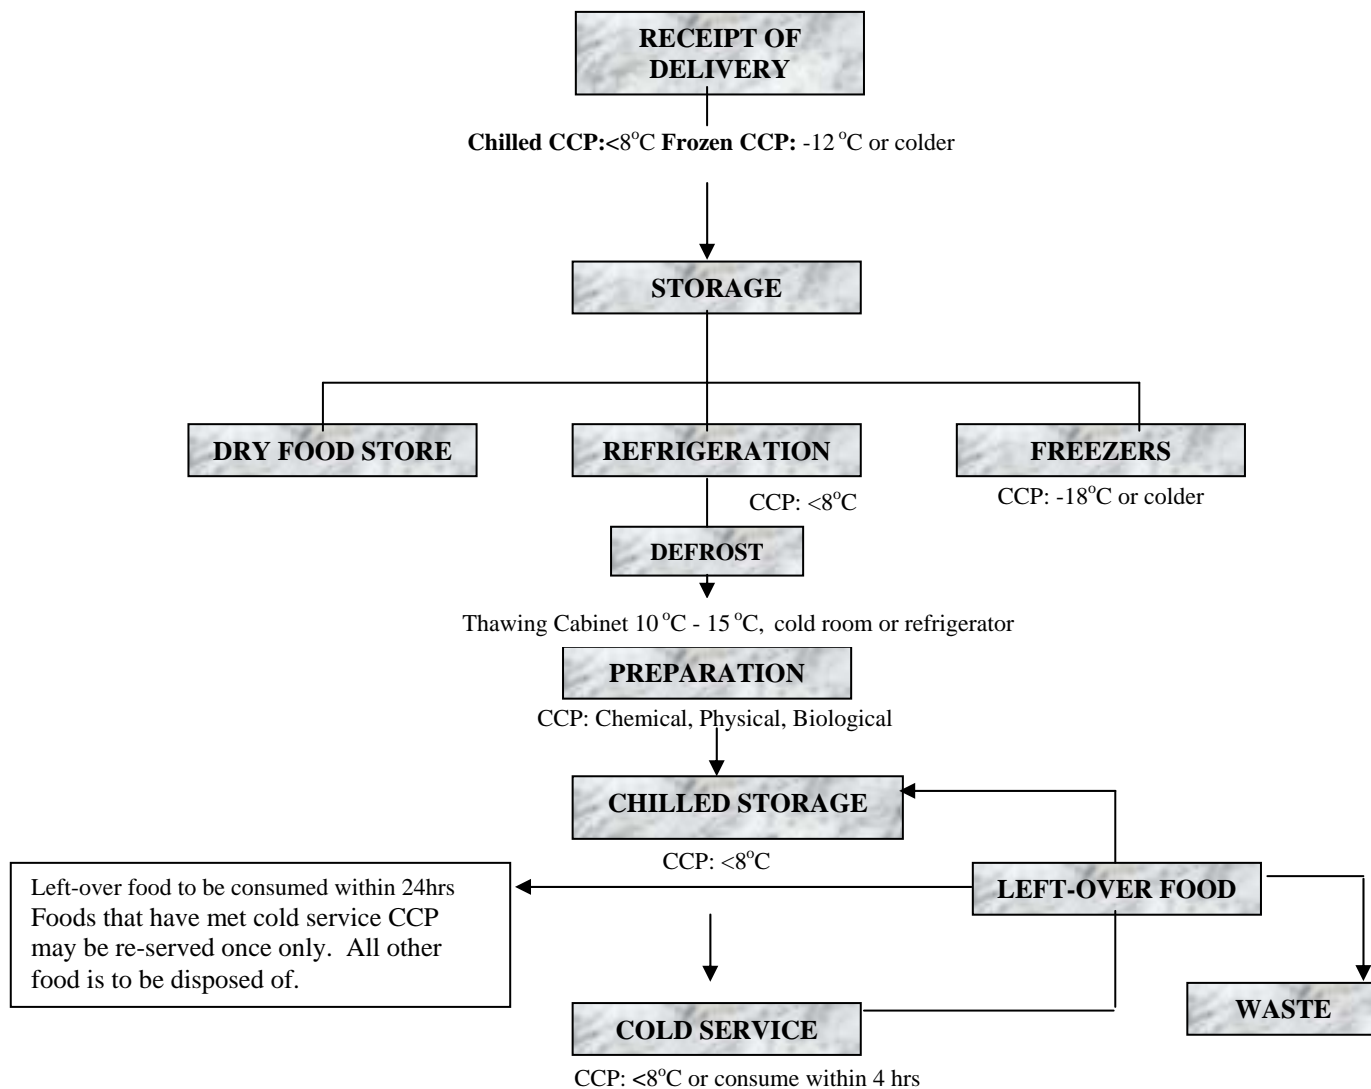 RECEIPT OF
DELIVERY
Chilled CCP:<8°C Frozen CCP: -12 °C or colder
STORAGE
DRY FOOD STORE
REFRIGERATION
FREEZERS
CCP: <8°C
CCP: -18°C or colder
DEFROST
Thawing Cabinet 10 °C - 15 °C, cold room or refrigerator
PREPARATION
CCP: Chemical, Physical, Biological
CHILLED STORAGE
CCP: <8°C
LEFT-OVER FOOD
Left-over food to be consumed within 24hrs
Foods that have met cold service CCP
may be re-served once only.  All other
food is to be disposed of.
WASTE
COLD SERVICE
CCP: <8°C or consume within 4 hrs